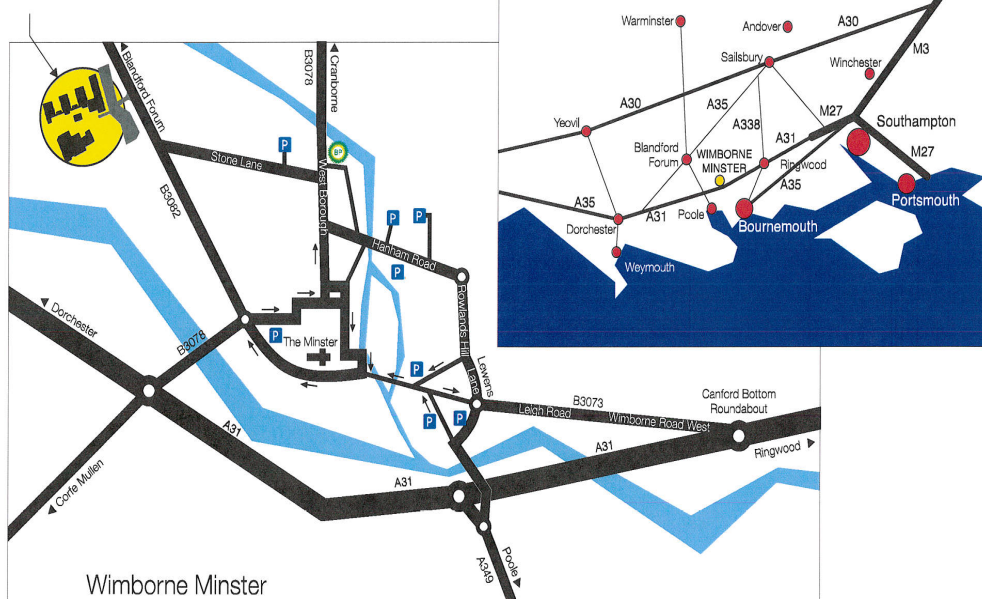 Blandford Forum
B3078
Cranborne
P
BP
Stone Lane
West Borough
B3082
P
P
Hanham Road
P
Rowlands Hill
Dorchester
B3078
P
The Minster
P
Lewens
Lane
P
P
B3073
Leigh Road
Wimborne Road West
Canford Bottom
Roundabout
A31
A31
A31
Ringwood
Corfe Mullen
A349
Poole
Wimborne Minster
Warminster
Andover
A30
Sailsbury
Winchester
M3
A30
A35
M27
Yeovil
A338
A31
Southampton
Blandford
Forum
WIMBORNE
MINSTER
Ringwood
M27
A35
A35
A31
Poole
Portsmouth
Dorchester
Bournemouth
Weymouth